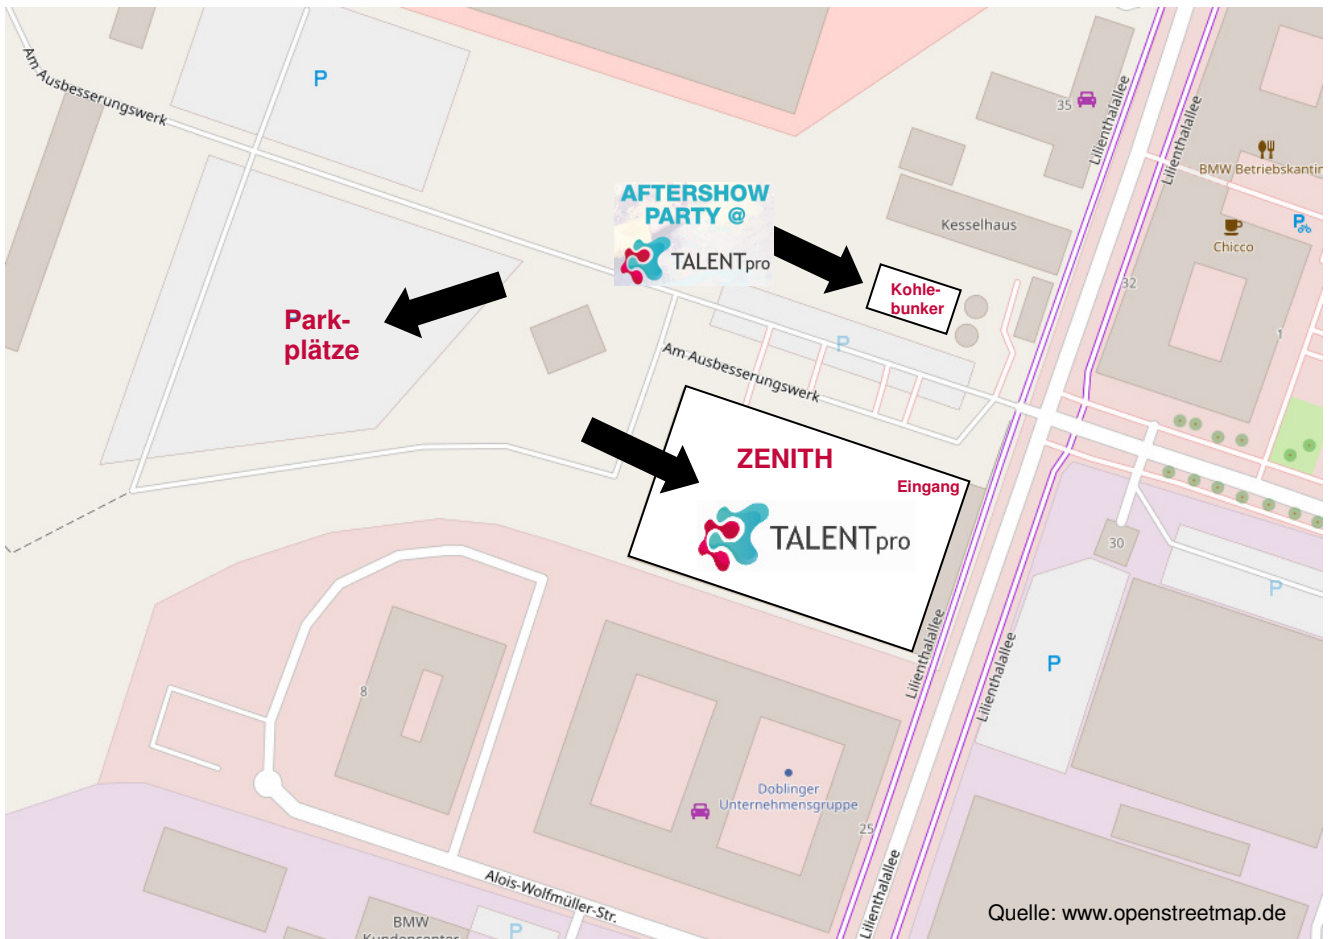 Am Ausbesserungswerk
P
35
Lilienthalallee
Lilienthalallee
BMW Betriebskantin
AFTERSHOW
PARTY @
TALENTpro
Kesselhaus
Chicco
32
1
Kohle-
bunker
Park-
plätze
P
Am Ausbesserungswerk
ZENITH
Eingang
TALENTpro
30
P
P
Lilienthalallee
Lilienthalallee
8
Doblinger
Unternehmensgruppe
25
Lilienthalallee
Alois-Wolfmüller-Str.
BMW
Kundencenter
P
P
Quelle: www.openstreetmap.de